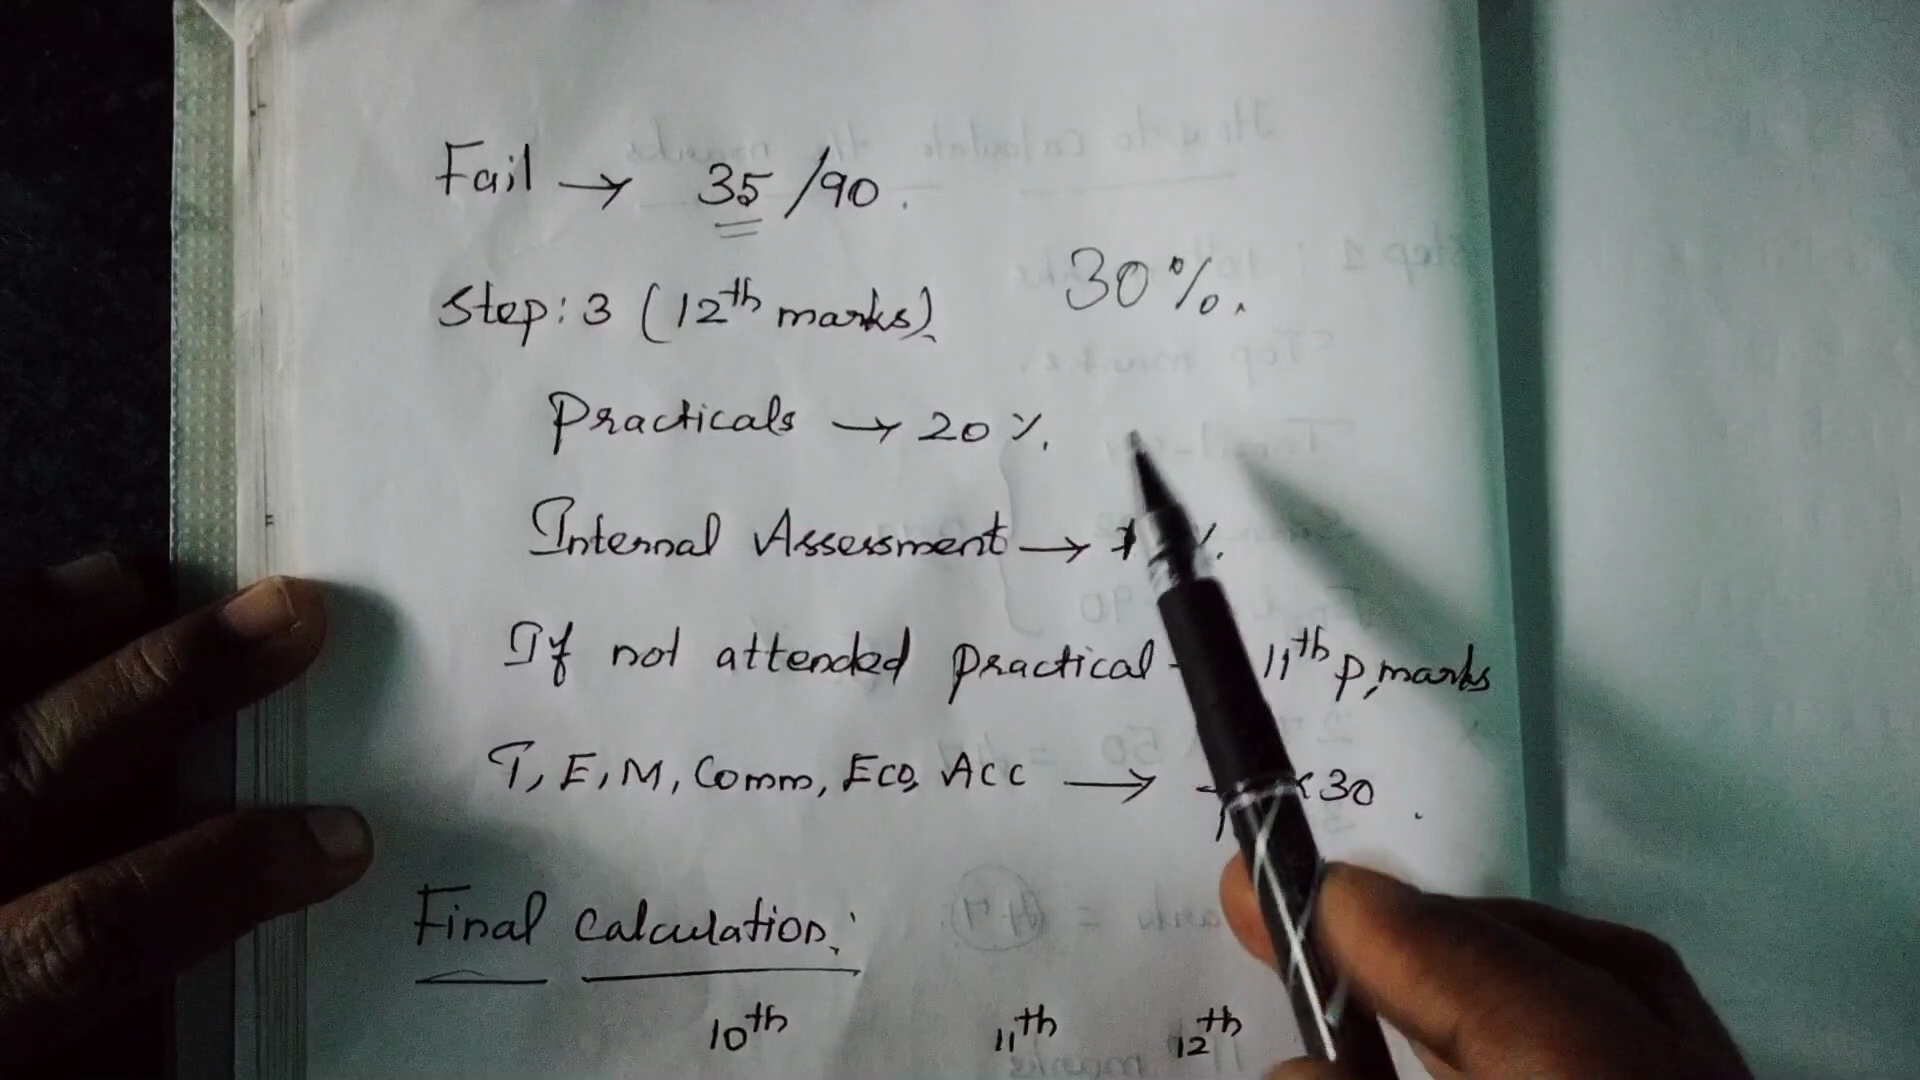 Fail → 35/90.
Step: 3 (12th marks) 30%.
Practicals → 20%.
Internal Assessment → %.
If not attended practical 11th p, marks
T, E, M, Comm, Eco, Acc → ×30
Final Calculation:
10th 11th 12th